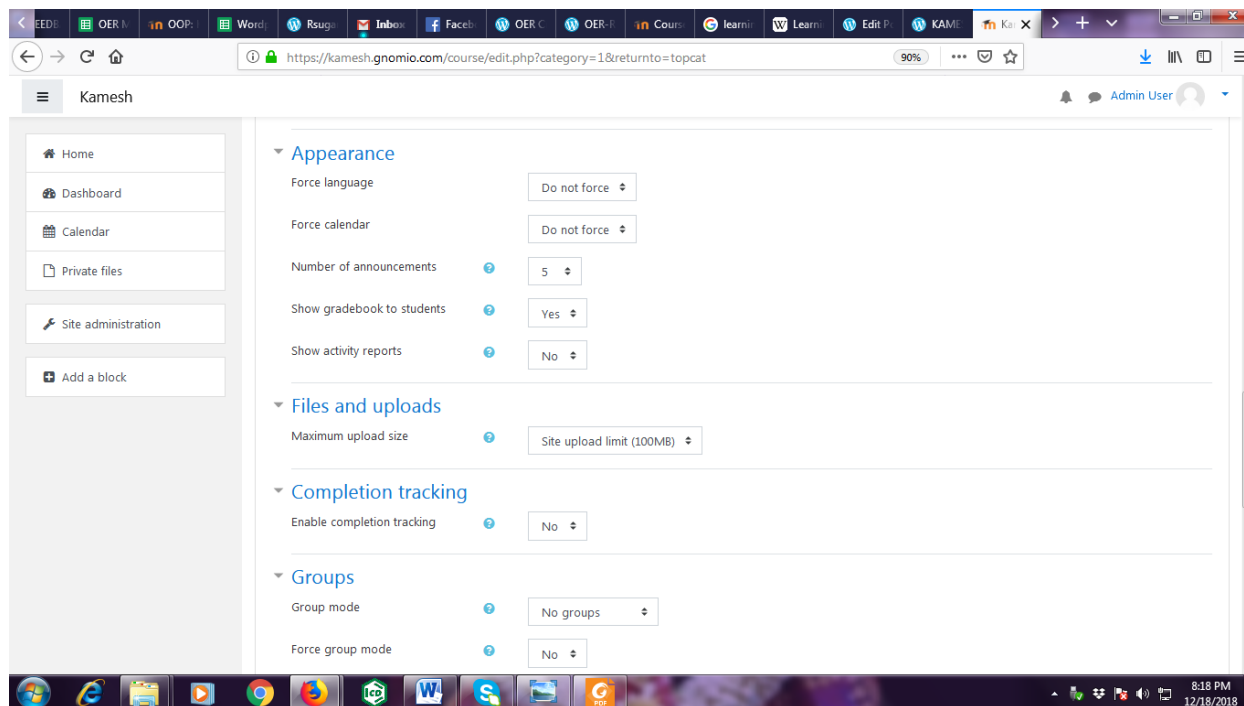 EEDB OER M OOP: Word Rsuga Inbox Faceb OER C OER-R Cours learnin Learni Edit P KAME Ka
https://kamesh.gnomio.com/course/edit.php?category=1&returnto=topcat 90%
Kamesh Admin User
Home
Dashboard
Calendar
Private files
Site administration
Add a block
Appearance
Force language Do not force
Force calendar Do not force
Number of announcements 5
Show gradebook to students Yes
Show activity reports No
Files and uploads
Maximum upload size Site upload limit (100MB)
Completion tracking
Enable completion tracking No
Groups
Group mode No groups
Force group mode No
8:18 PM
12/18/2018